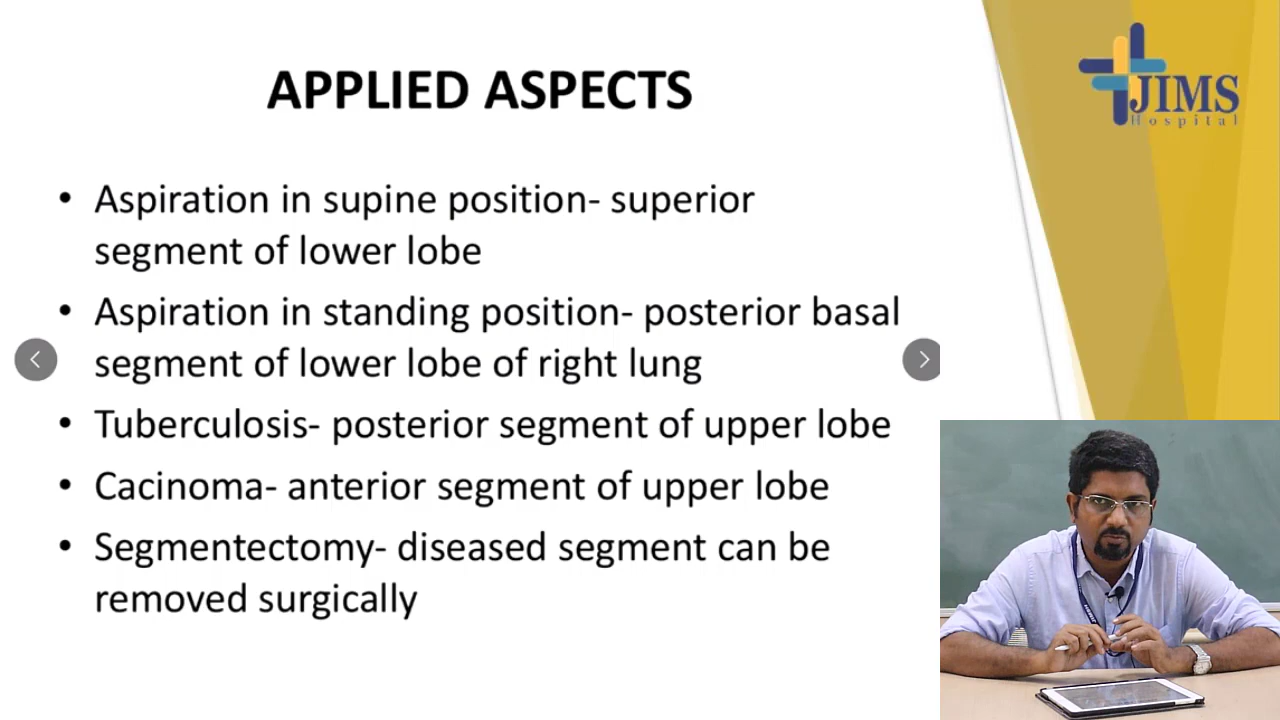 APPLIED ASPECTS
JIMS
Hospital
• Aspiration in supine position- superior
segment of lower lobe
• Aspiration in standing position- posterior basal
segment of lower lobe of right lung
• Tuberculosis- posterior segment of upper lobe
• Cacinoma- anterior segment of upper lobe
• Segmentectomy- diseased segment can be
removed surgically